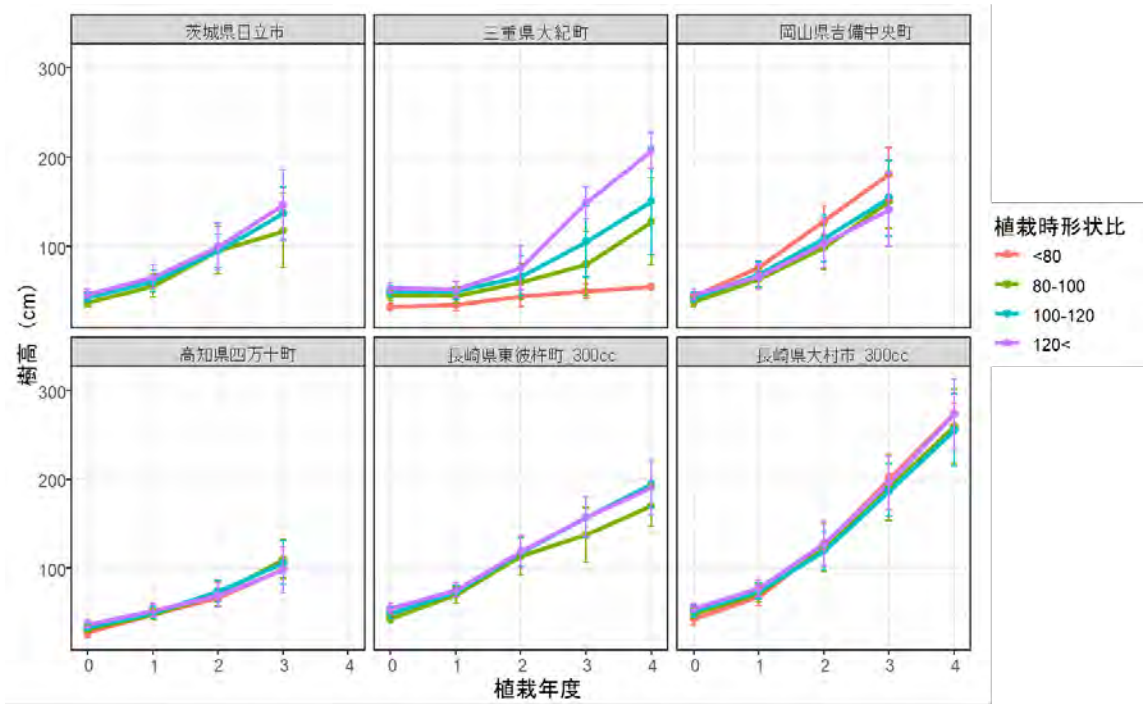 茨城県日立市
三重県大紀町
岡山県吉備中央町
300
200
100
高知県四万十町
長崎県東彼杵町_300cc
長崎県大村市_300cc
300
200
100
0 1 2 3 4
0 1 2 3 4
0 1 2 3 4
樹高 (cm)
植栽年度
植栽時形状比
<80
80-100
100-120
120<